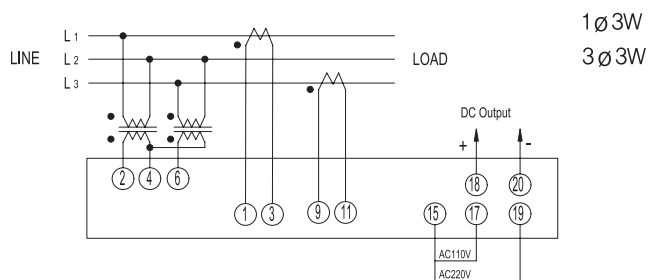 1ø3W
L1
LINE
L2
LOAD
3ø3W
L3
DC Output
+
-
2
4
6
18
20
1
3
9
11
15
17
19
AC110V
AC220V